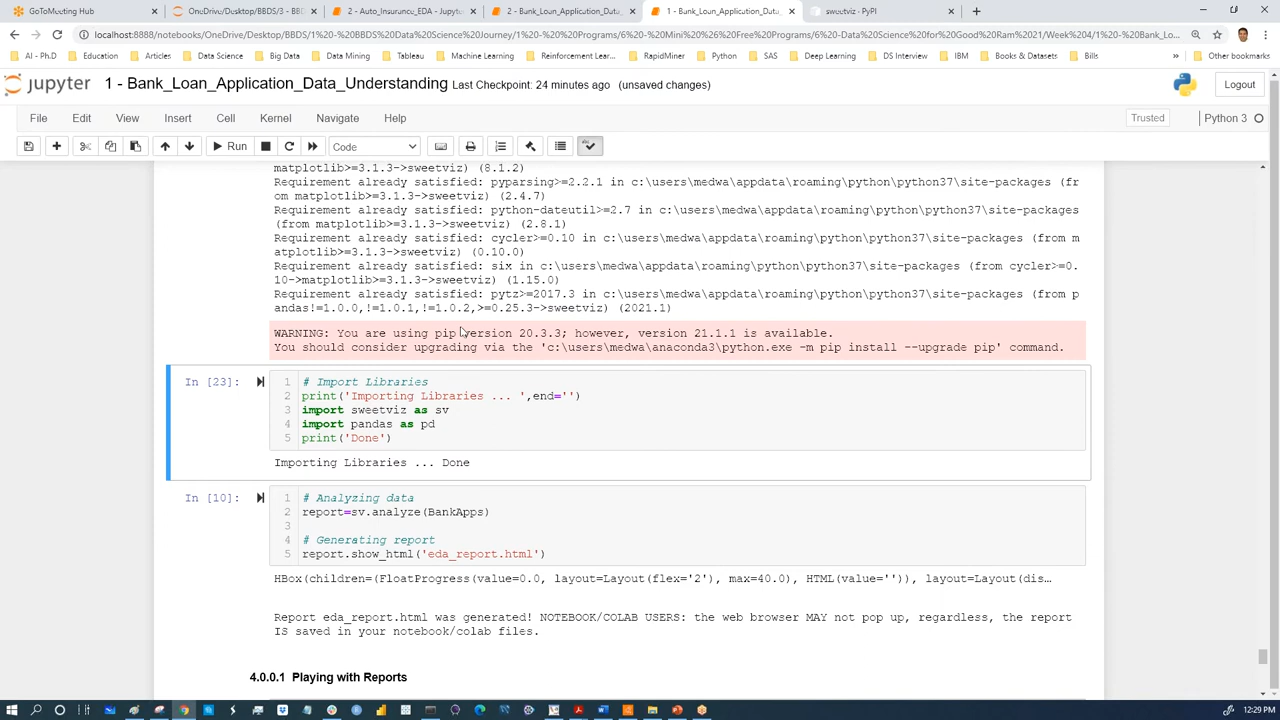 GoToMeeting Hub
OneDrive/Desktop/BBDS/3 - BBD
2 - Auto_Insurance_EDA - Jupyter
2 - Bank_Loan_Application_Data_
1 - Bank_Loan_Application_Data_
sweetviz · PyPI
localhost:8888/notebooks/OneDrive/Desktop/BBDS/1%20-%20BBDS%20Data%20Science%20Journey/1%20-%20Programs/6%20-%20Mini%20%26%20Free%20Programs/6-%20Data%20Science%20for%20Good%20Ram%202021/Week%204/1%20-%20Bank_Lo...
AI - Ph.D
Education
Big Data
Tableau
Articles
Data Science
Data Mining
Machine Learning
Reinforcement Learn...
RapidMiner
Python
SAS
Deep Learning
DS Interview
IBM
Books & Datasets
Bills
Other bookmarks
jupyter 1 - Bank_Loan_Application_Data_Understanding Last Checkpoint: 24 minutes ago (unsaved changes)
Logout
File Edit View Insert Cell Kernel Navigate Help
Trusted
Python 3
Run
Code
matplotlib>=3.1.3->sweetviz) (8.1.2)
Requirement already satisfied: pyparsing>=2.2.1 in c:\users\medwa\appdata\roaming\python\python37\site-packages (fr
om matplotlib>=3.1.3->sweetviz) (2.4.7)
Requirement already satisfied: python-dateutil>=2.7 in c:\users\medwa\appdata\roaming\python\python37\site-packages
(from matplotlib>=3.1.3->sweetviz) (2.8.1)
Requirement already satisfied: cycler>=0.10 in c:\users\medwa\appdata\roaming\python\python37\site-packages (from m
atplotlib>=3.1.3->sweetviz) (0.10.0)
Requirement already satisfied: six in c:\users\medwa\appdata\roaming\python\python37\site-packages (from cycler>=0.
10->matplotlib>=3.1.3->sweetviz) (1.15.0)
Requirement already satisfied: pytz>=2017.3 in c:\users\medwa\appdata\roaming\python\python37\site-packages (from p
andas!=1.0.0,!=1.0.1,!=1.0.2,>=0.25.3->sweetviz) (2021.1)
WARNING: You are using pip version 20.3.3; however, version 21.1.1 is available.
You should consider upgrading via the 'c:\users\medwa\anaconda3\python.exe -m pip install --upgrade pip' command.
In [23]:
1 # Import Libraries
2 print('Importing Libraries ... ',end='')
3 import sweetviz as sv
4 import pandas as pd
5 print('Done')
Importing Libraries ... Done
In [10]:
1 # Analyzing data
2 report=sv.analyze(BankApps)
3
4 # Generating report
5 report.show_html('eda_report.html')
HBox(children=(FloatProgress(value=0.0, layout=Layout(flex='2'), max=40.0), HTML(value='')), layout=Layout(dis…
Report eda_report.html was generated! NOTEBOOK/COLAB USERS: the web browser MAY not pop up, regardless, the report
IS saved in your notebook/colab files.
4.0.0.1 Playing with Reports
12:29 PM